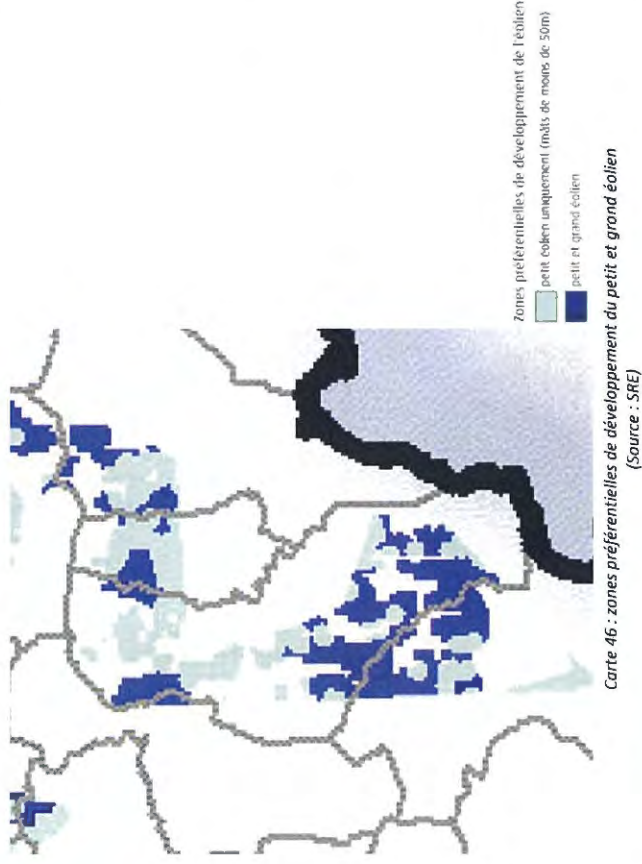 Zones préférentielles de développement de l'éolien
petit éolien uniquement (mâts de moins de 50m)
petit et grand éolien
Carte 46 : zones préférentielles de développement du petit et grand éolien
(Source : SRE)